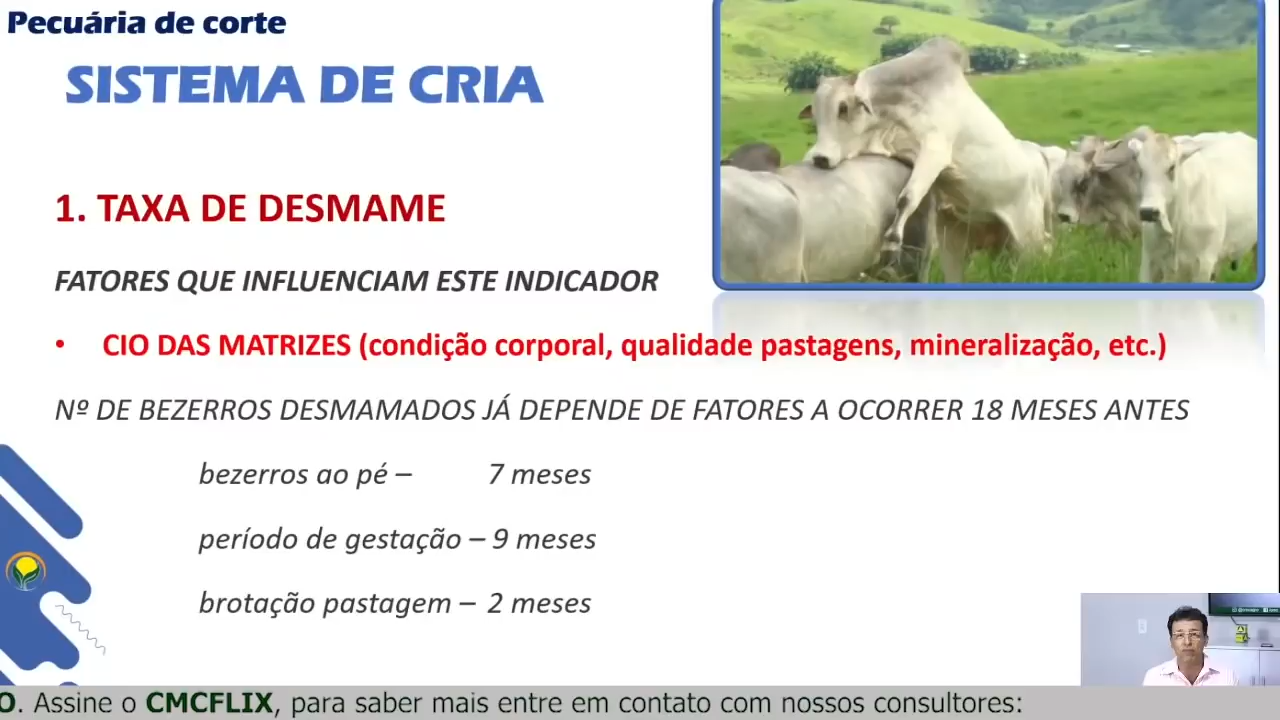 Pecuária de corte
SISTEMA DE CRIA
1. TAXA DE DESMAME
FATORES QUE INFLUENCIAM ESTE INDICADOR
• CIO DAS MATRIZES (condição corporal, qualidade pastagens, mineralização, etc.)
Nº DE BEZERROS DESMAMADOS JÁ DEPENDE DE FATORES A OCORRER 18 MESES ANTES
bezerros ao pé – 7 meses
período de gestação – 9 meses
brotação pastagem – 2 meses
O. Assine o CMCFLIX, para saber mais entre em contato com nossos consultores: